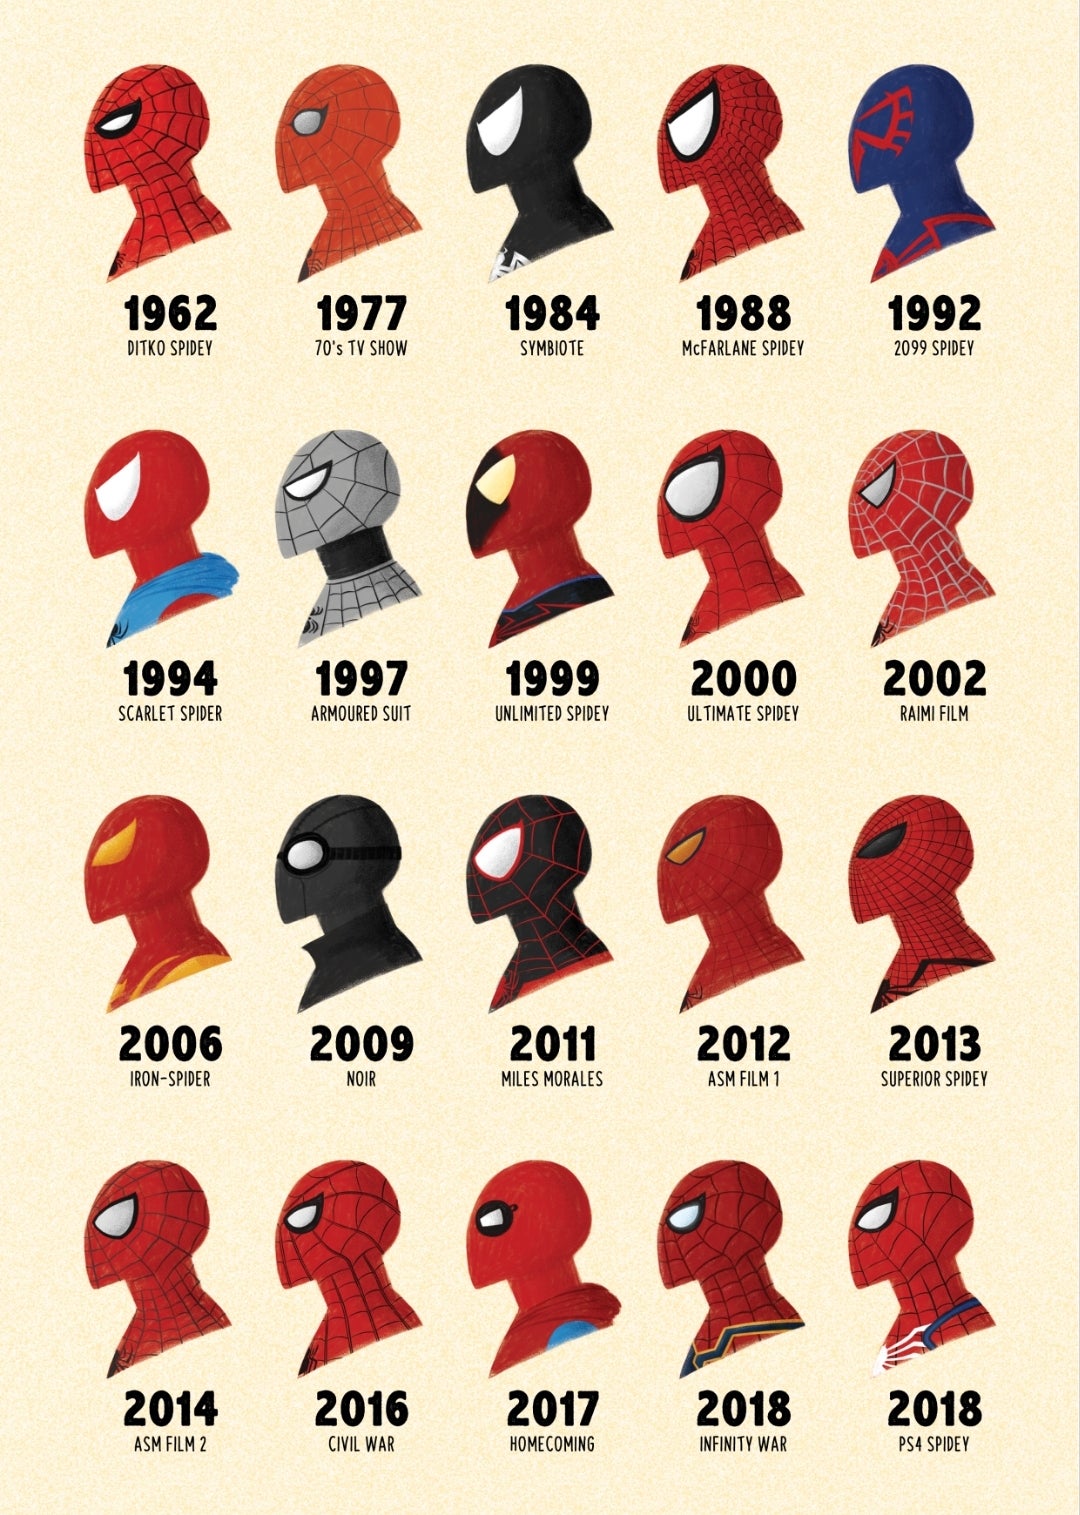 1962
DITKO SPIDEY
1977
70's TV SHOW
1984
SYMBIOTE
1988
McFARLANE SPIDEY
1992
2099 SPIDEY
1994
SCARLET SPIDER
1997
ARMOURED SUIT
1999
UNLIMITED SPIDEY
2000
ULTIMATE SPIDEY
2002
RAIMI FILM
2006
IRON-SPIDER
2009
NOIR
2011
MILES MORALES
2012
ASM FILM 1
2013
SUPERIOR SPIDEY
2014
ASM FILM 2
2016
CIVIL WAR
2017
HOMECOMING
2018
INFINITY WAR
2018
PS4 SPIDEY